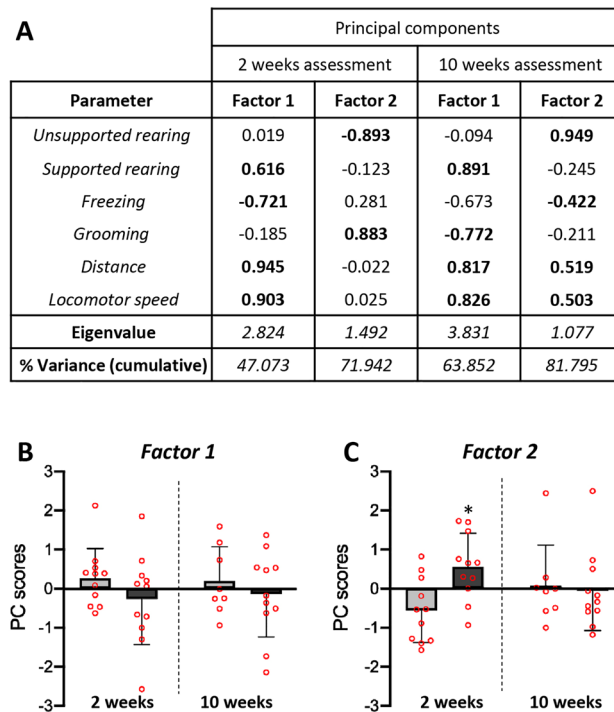 A
Principal components
2 weeks assessment 10 weeks assessment
Parameter Factor 1 Factor 2 Factor 1 Factor 2
Unsupported rearing 0.019 -0.893 -0.094 0.949
Supported rearing 0.616 -0.123 0.891 -0.245
Freezing -0.721 0.281 -0.673 -0.422
Grooming -0.185 0.883 -0.772 -0.211
Distance 0.945 -0.022 0.817 0.519
Locomotor speed 0.903 0.025 0.826 0.503
Eigenvalue 2.824 1.492 3.831 1.077
% Variance (cumulative) 47.073 71.942 63.852 81.795
B Factor 1
PC scores
3
2
1
0
-1
-2
-3
2 weeks 10 weeks
C Factor 2
PC scores
3
2
1
0
-1
-2
-3
*
2 weeks 10 weeks